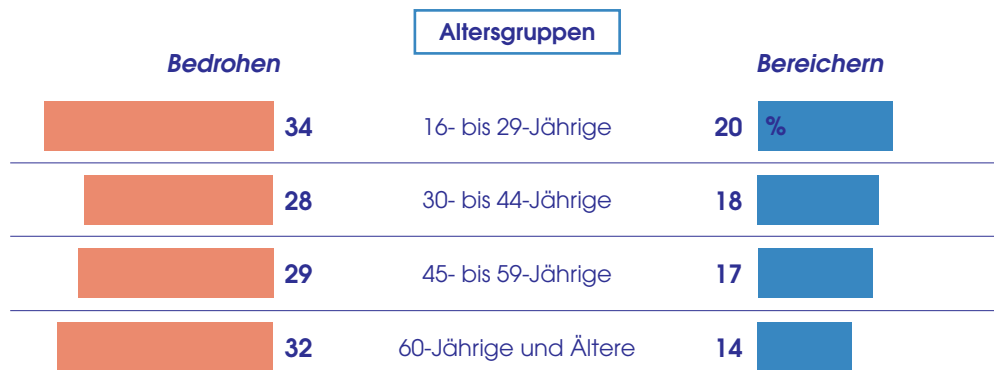 Altersgruppen
Bedrohen Bereichern
34 16- bis 29-Jährige 20 %
28 30- bis 44-Jährige 18
29 45- bis 59-Jährige 17
32 60-Jährige und Ältere 14